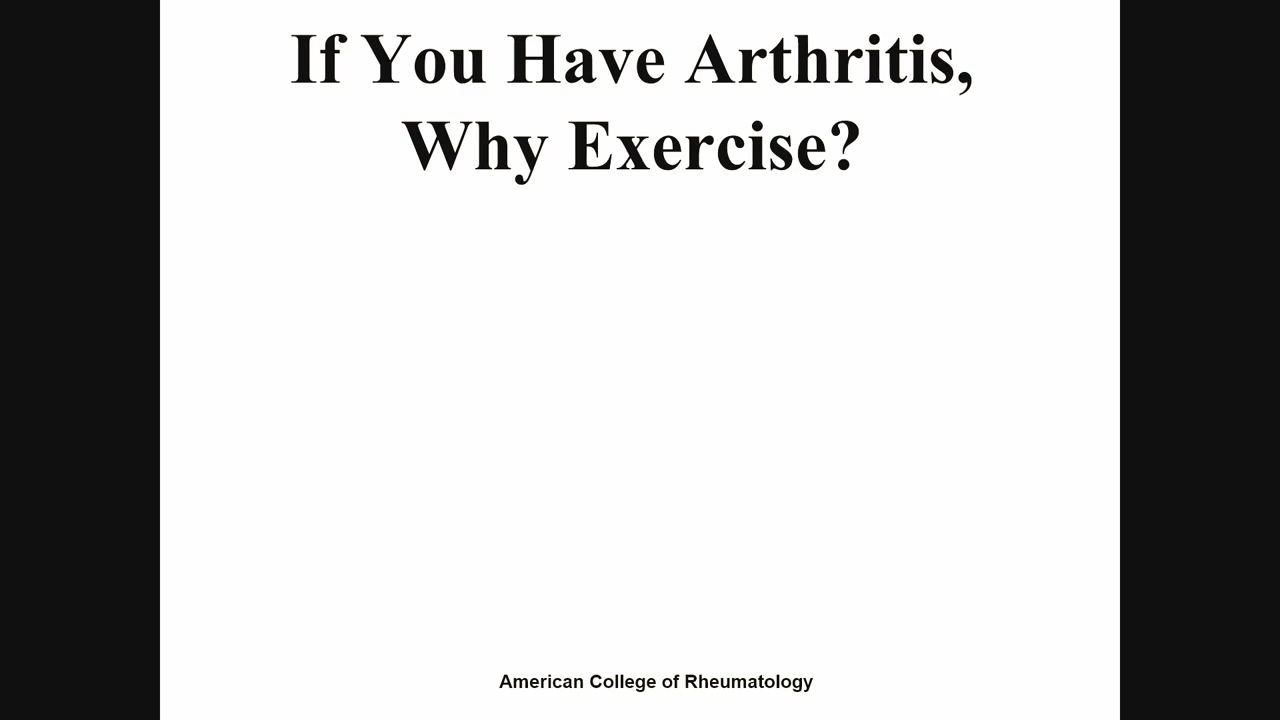 If You Have Arthritis,
Why Exercise?
American College of Rheumatology